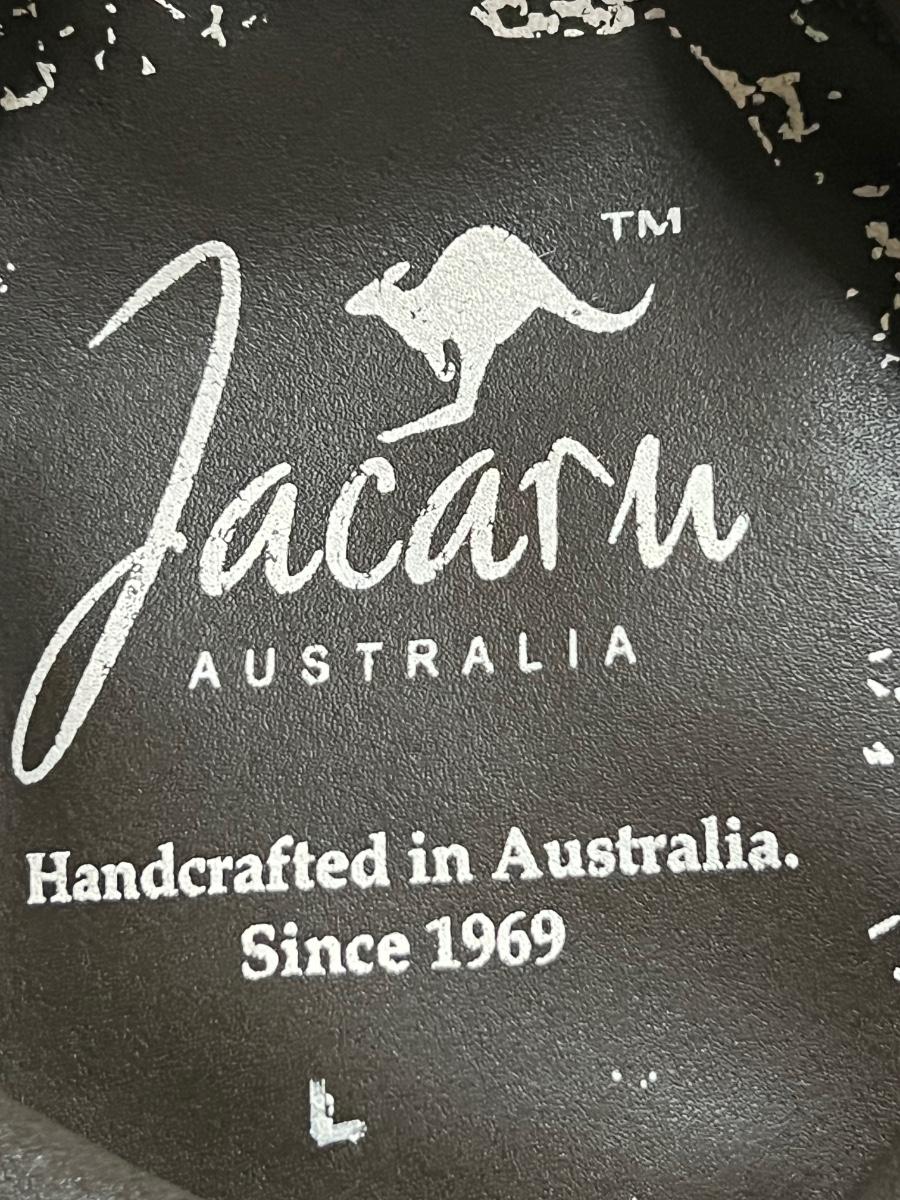 TM
Jacaru
AUSTRALIA
Handcrafted in Australia.
Since 1969
L